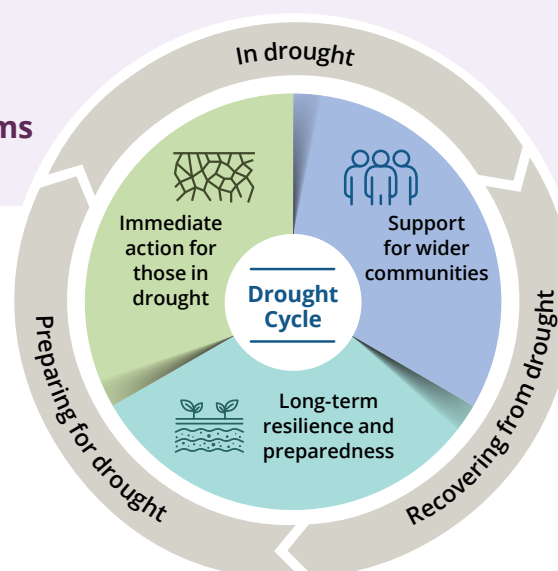 ms
In drought
Immediate
action for
those in
drought
Support
for wider
communities
Drought
Cycle
Long-term
resilience and
preparedness
Preparing for drought
Recovering from drought